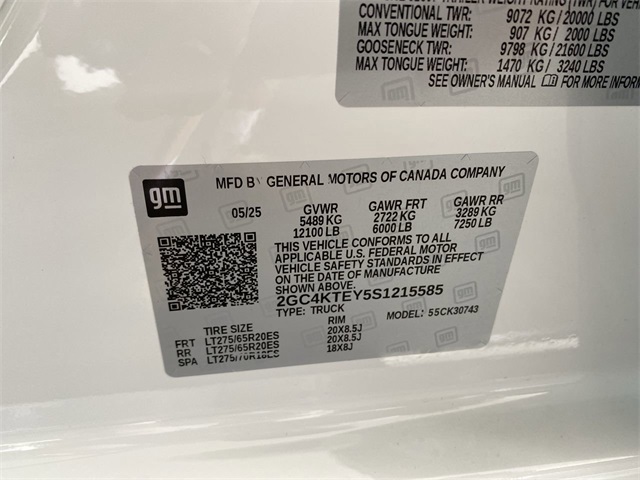 CONVENTIONAL TWR: 9072 KG/20000 LBS
MAX TONGUE WEIGHT: 907 KG/ 2000 LBS
GOOSENECK TWR: 9798 KG/21600 LBS
MAX TONGUE WEIGHT: 1470 KG/ 3240 LBS
SEE OWNER'S MANUAL FOR MORE
gm
MFD BY GENERAL MOTORS OF CANADA COMPANY
05/25 GVWR GAWR FRT GAWR RR
5489 KG 2722 KG 3289 KG
12100 LB 6000 LB 7250 LB
THIS VEHICLE CONFORMS TO ALL
APPLICABLE U.S. FEDERAL MOTOR
VEHICLE SAFETY STANDARDS IN EFFECT
ON THE DATE OF MANUFACTURE
SHOWN ABOVE.
2GC4KTEY5S1215585
TYPE: TRUCK MODEL: 55CK30743
TIRE SIZE RIM
FRT LT275/65R20ES 20X8.5J
RR LT275/65R20ES 20X8.5J
SPA LT275/70R18ES 18X8J